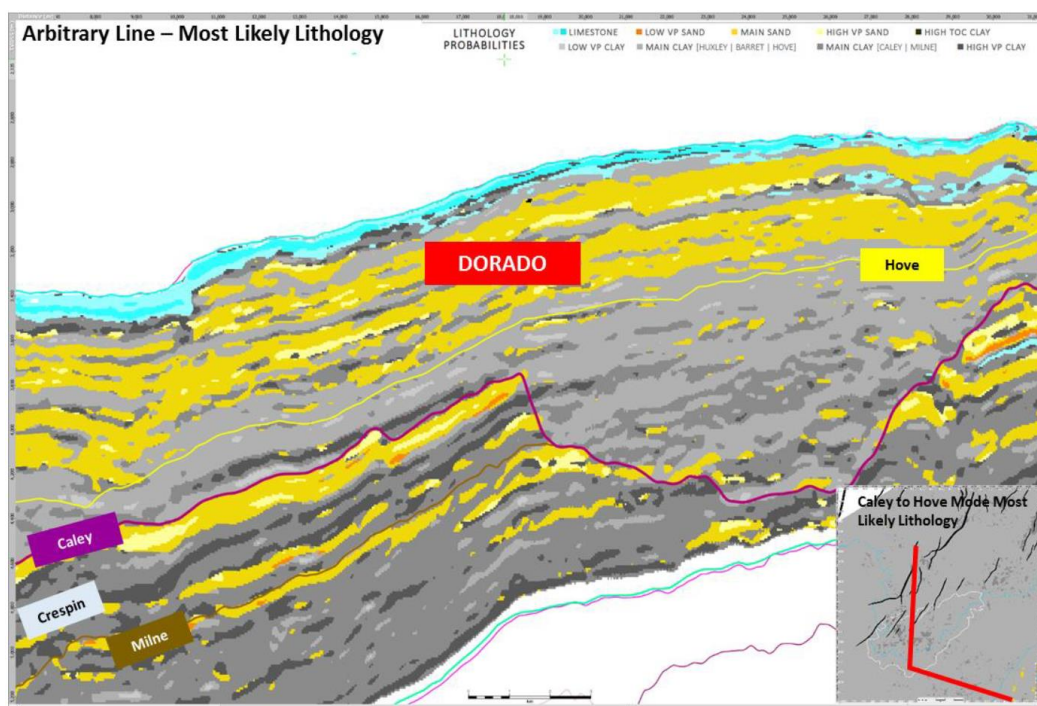 Arbitrary Line – Most Likely Lithology
LITHOLOGY
PROBABILITIES
LIMESTONE LOW VP SAND MAIN SAND HIGH VP SAND HIGH TOC CLAY
LOW VP CLAY MAIN CLAY [HUXLEY | BARRET | HOVE] MAIN CLAY [CALEY | MILNE] HIGH VP CLAY
DORADO
Hove
Caley
Crespin
Milne
Caley to Hove Mode Most
Likely Lithology